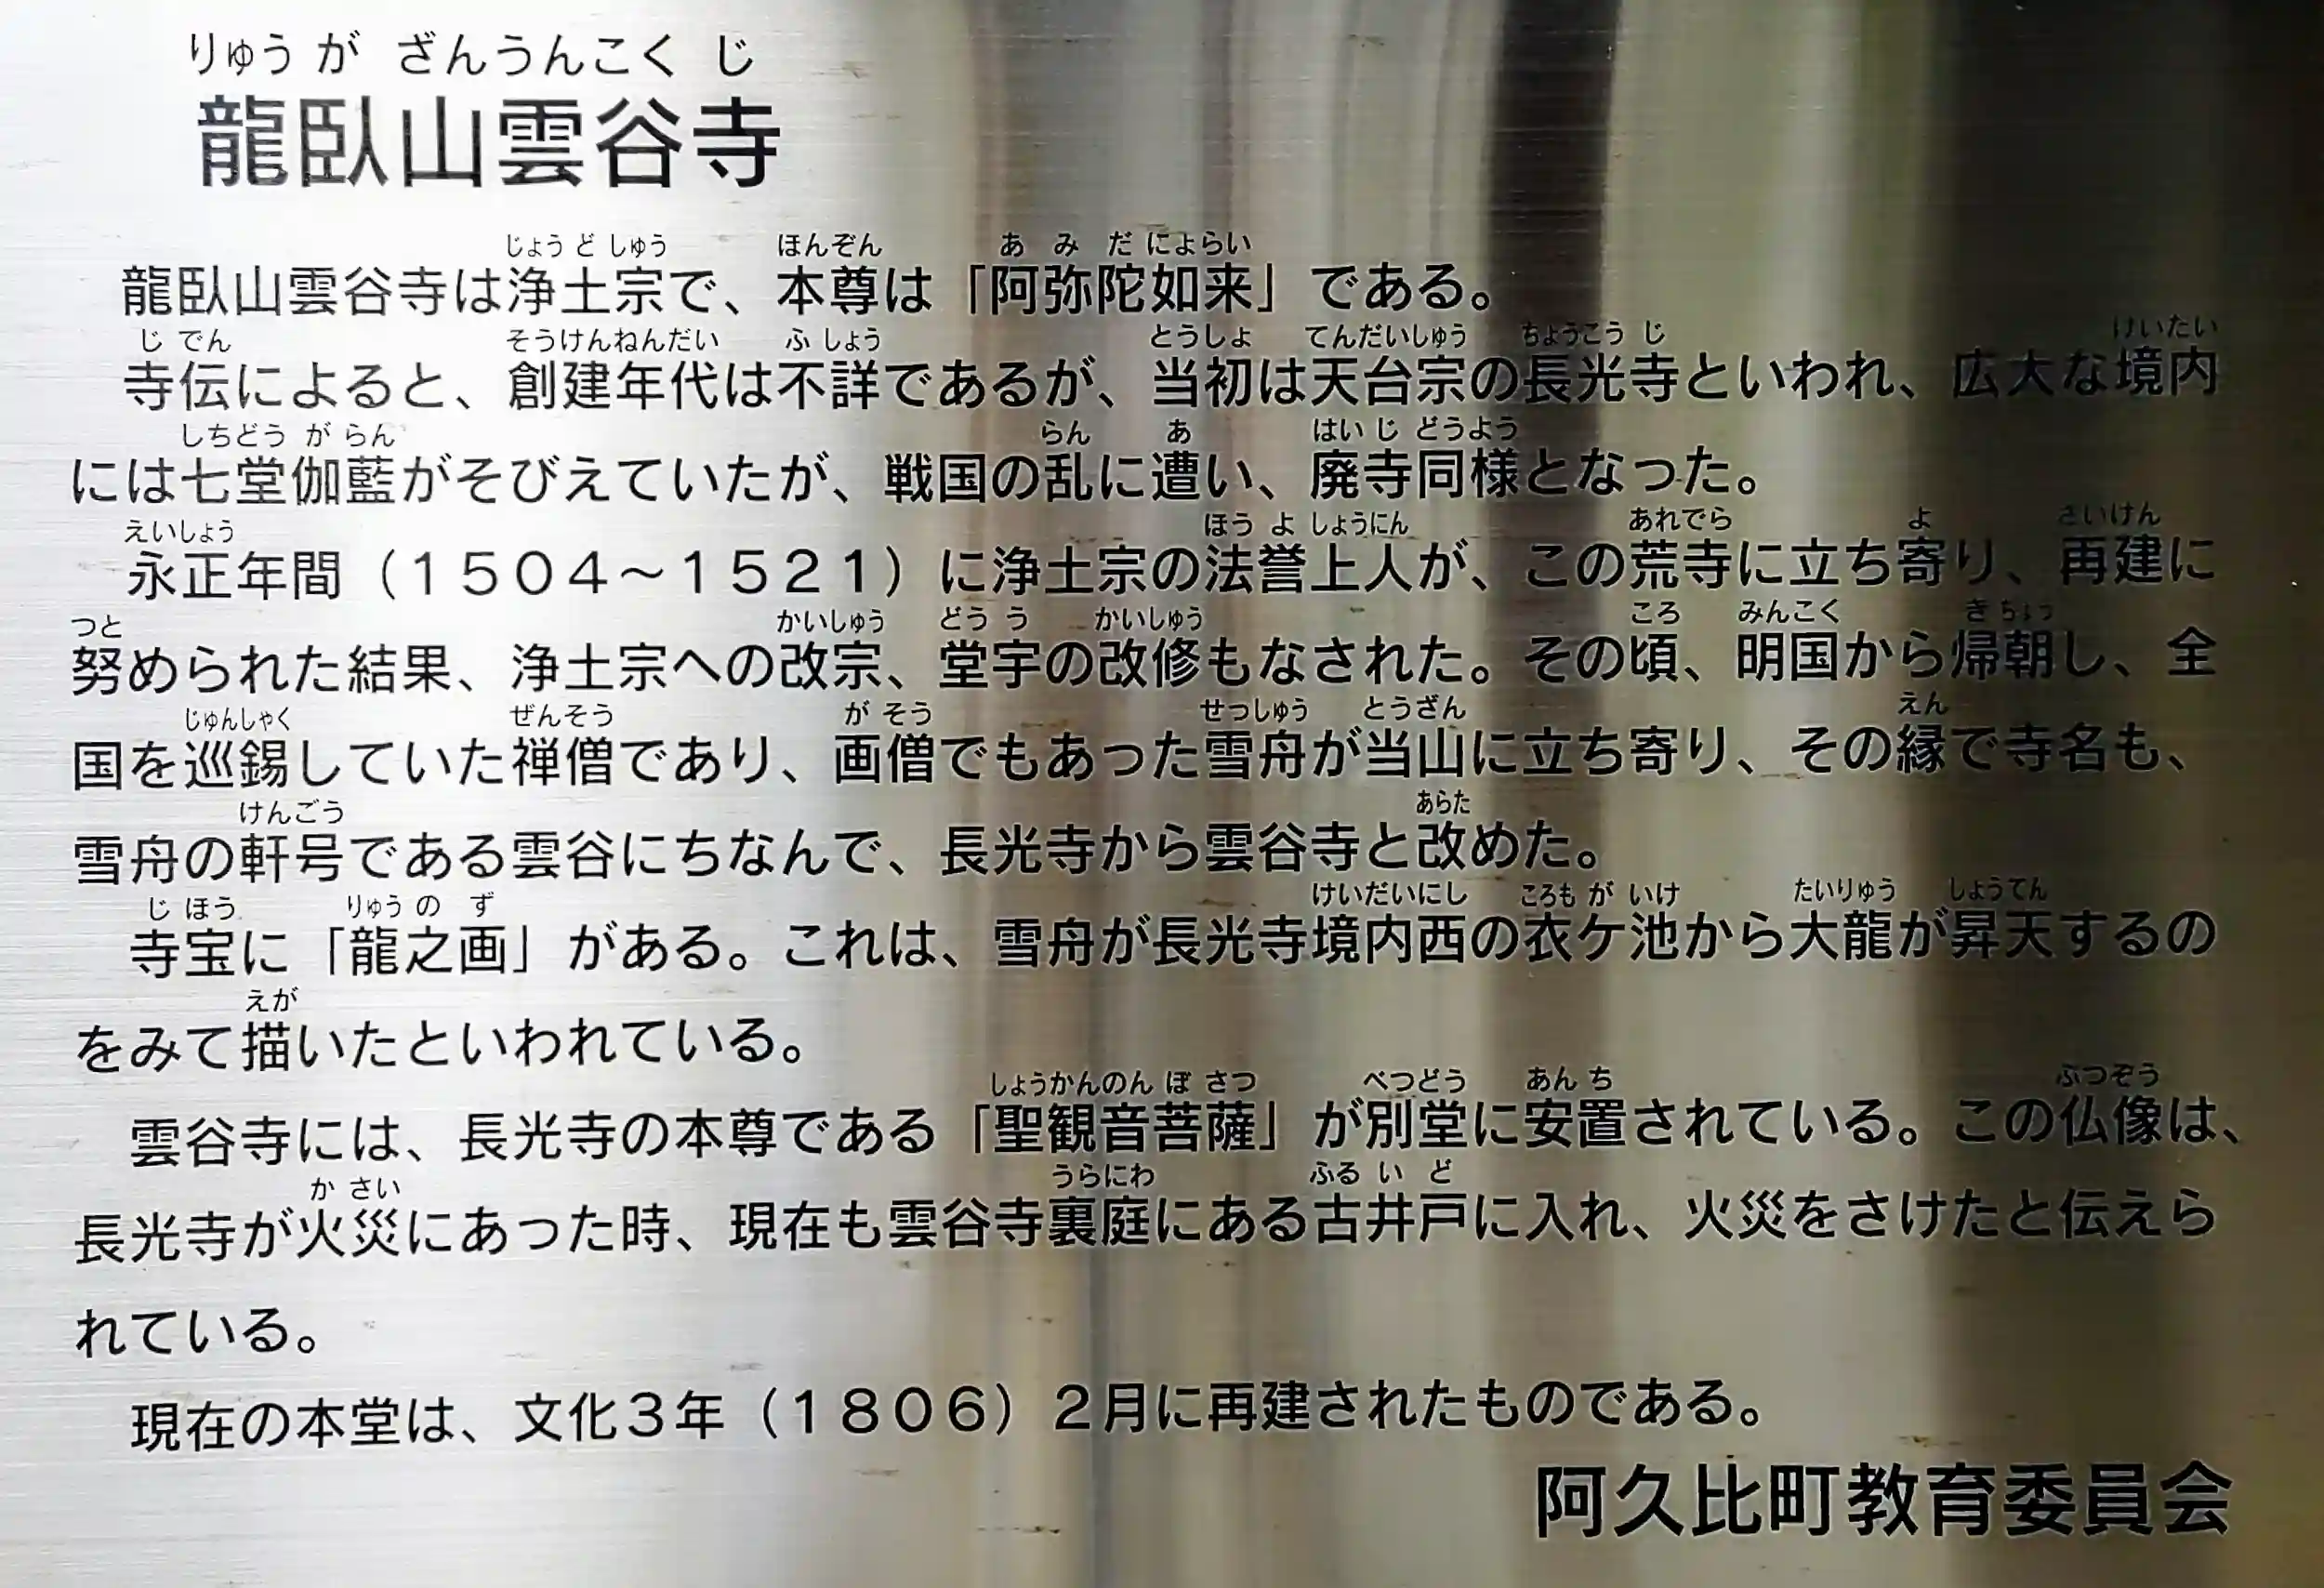 りゅうがざんうんこくじ
龍臥山雲谷寺
じょうどしゅう ほんぞん あみだにょらい
龍臥山雲谷寺は浄土宗で、本尊は「阿弥陀如来」である。
じでん そうけんねんだい ふしょう とうしょ てんだいしゅう ちょうこうじ けいたい
寺伝によると、創建年代は不詳であるが、当初は天台宗の長光寺といわれ、広大な境内
しちどうがらん らん あ はいじどうよう
には七堂伽藍がそびえていたが、戦国の乱に遭い、廃寺同様となった。
えいしょう ほうよしょうにん あれでら よ さいけん
永正年間（１５０４～１５２１）に浄土宗の法誉上人が、この荒寺に立ち寄り、再建に
つと かいしゅう どうう かいしゅう ころ みんこく きちょう
努められた結果、浄土宗への改宗、堂宇の改修もなされた。その頃、明国から帰朝し、全
じゅんしゃく ぜんそう がそう せっしゅう とうざん えん
国を巡錫していた禅僧であり、画僧でもあった雪舟が当山に立ち寄り、その縁で寺名も、
けんごう あらた
雪舟の軒号である雲谷にちなんで、長光寺から雲谷寺と改めた。
じほう りゅうのず けいだいにし ころもがいけ たいりゅう しょうてん
寺宝に「龍之画」がある。これは、雪舟が長光寺境内西の衣ケ池から大龍が昇天するの
えが
をみて描いたといわれている。
しょうかんのんぼさつ べつどう あんち ぶつぞう
雲谷寺には、長光寺の本尊である「聖観音菩薩」が別堂に安置されている。この仏像は、
かさい うらにわ ふるいど
長光寺が火災にあった時、現在も雲谷寺裏庭にある古井戸に入れ、火災をさけたと伝えら
れている。
現在の本堂は、文化３年（１８０６）２月に再建されたものである。
阿久比町教育委員会